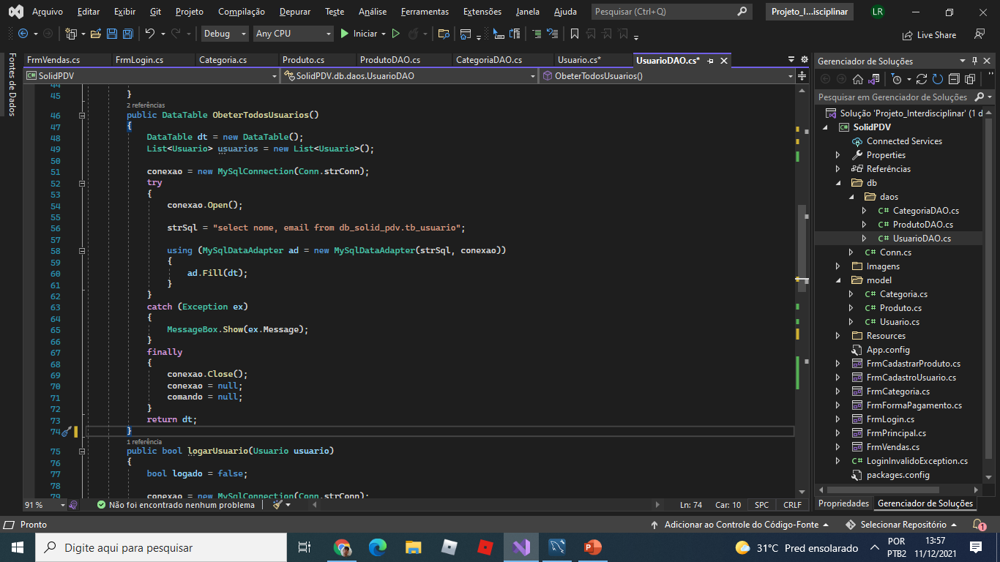 Arquivo Editar Exibir Git Projeto Compilação Depurar Teste Análise Ferramentas Extensões Janela Ajuda Pesquisar (Ctrl+Q) Projeto_I...isciplinar LR
Debug Any CPU Iniciar Live Share
Fontes de Dados
FrmVendas.cs FrmLogin.cs Categoria.cs Produto.cs ProdutoDAO.cs CategoriaDAO.cs Usuario.cs* UsuarioDAO.cs*
SolidPDV SolidPDV.db.daos.UsuarioDAO ObeterTodosUsuarios()
44
45 }
2 referências
46 public DataTable ObeterTodosUsuarios()
47 {
48 DataTable dt = new DataTable();
49 List<Usuario> usuarios = new List<Usuario>();
50
51 conexao = new MySqlConnection(Conn.strConn);
52 try
53 {
54 conexao.Open();
55
56 strSql = "select nome, email from db_solid_pdv.tb_usuario";
57
58 using (MySqlDataAdapter ad = new MySqlDataAdapter(strSql, conexao))
59 {
60 ad.Fill(dt);
61 }
62 }
63 catch (Exception ex)
64 {
65 MessageBox.Show(ex.Message);
66 }
67 finally
68 {
69 conexao.Close();
70 conexao = null;
71 comando = null;
72 }
73 return dt;
74 }
1 referência
75 public bool logarUsuario(Usuario usuario)
76 {
77 bool logado = false;
78
79 conexao = new MySqlConnection(Conn.strConn);
91 % Não foi encontrado nenhum problema Ln: 74 Car: 10 SPC CRLF
Gerenciador de Soluções
Pesquisar em Gerenciador de Soluções
Solução 'Projeto_Interdisciplinar' (1 d
SolidPDV
Connected Services
Properties
Referências
db
daos
C# CategoriaDAO.cs
C# ProdutoDAO.cs
C# UsuarioDAO.cs
C# Conn.cs
Imagens
model
C# Categoria.cs
C# Produto.cs
C# Usuario.cs
Resources
App.config
FrmCadastrarProduto.cs
FrmCadastroUsuario.cs
FrmCategoria.cs
FrmFormaPagamento.cs
FrmLogin.cs
FrmPrincipal.cs
FrmVendas.cs
C# LoginInvalidoException.cs
packages.config
Propriedades Gerenciador de Soluções
Pronto Adicionar ao Controle do Código-Fonte Selecionar Repositório 1
Digite aqui para pesquisar 31°C Pred ensolarado POR PTB2 13:57 11/12/2021